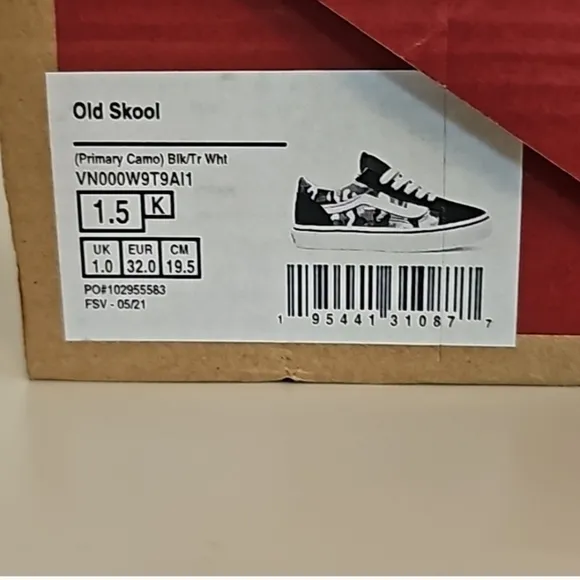 Old Skool
(Primary Camo) Blk/Tr Wht
VN000W9T9AI1
1.5 K
UK EUR CM
1.0 32.0 19.5
PO#102955583
FSV - 05/21
1 95441 31087 7